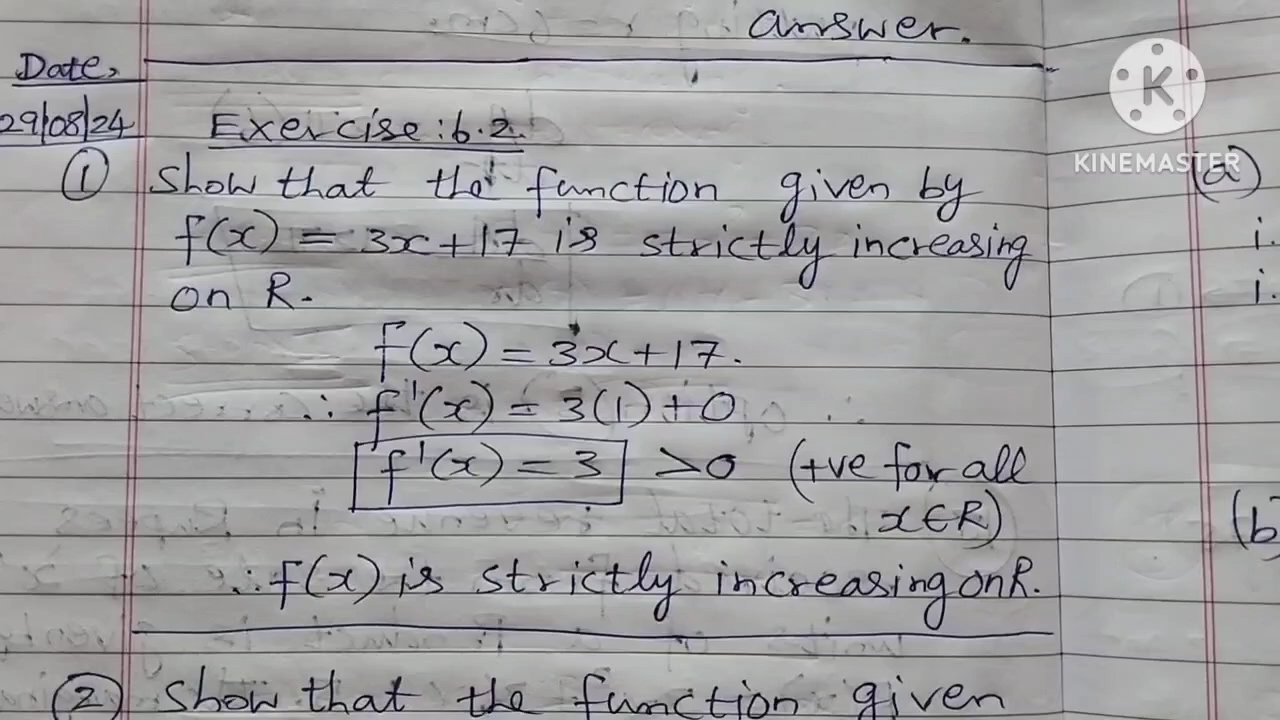 answer.
Date,
29/08/24
Exercise: 6.2.
① Show that the function given by
f(x) = 3x+17 is strictly increasing
on R.
f(x) = 3x+17.
∴ f'(x) = 3(1)+0
f'(x) = 3 >0 (+ve for all
x∈R)
∴ f(x) is strictly increasing on R.
② Show that the function given
KINEMASTER
(a)
i.
i.
(b)